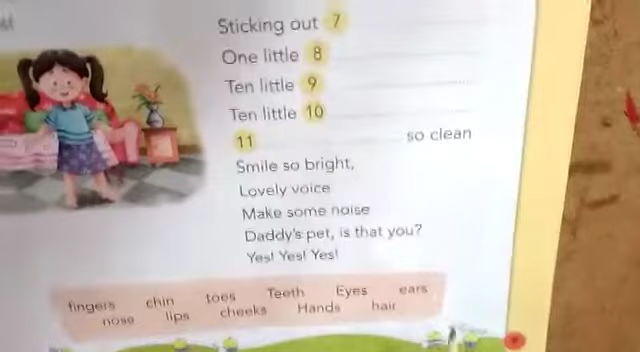 Sticking out 7
One little 8
Ten little 9
Ten little 10
11 so clean
Smile so bright,
Lovely voice
Make some noise
Daddy's pet, is that you?
Yes! Yes! Yes!
fingers chin toes Teeth Eyes ears
nose lips cheeks Hands hair